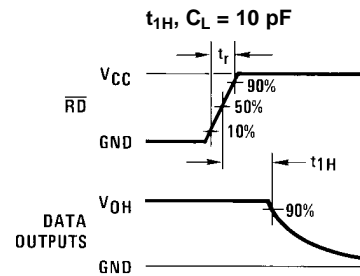 t1H, CL = 10 pF
tr
VCC
90%
RD
50%
10%
GND
t1H
VOH
90%
DATA
OUTPUTS
GND